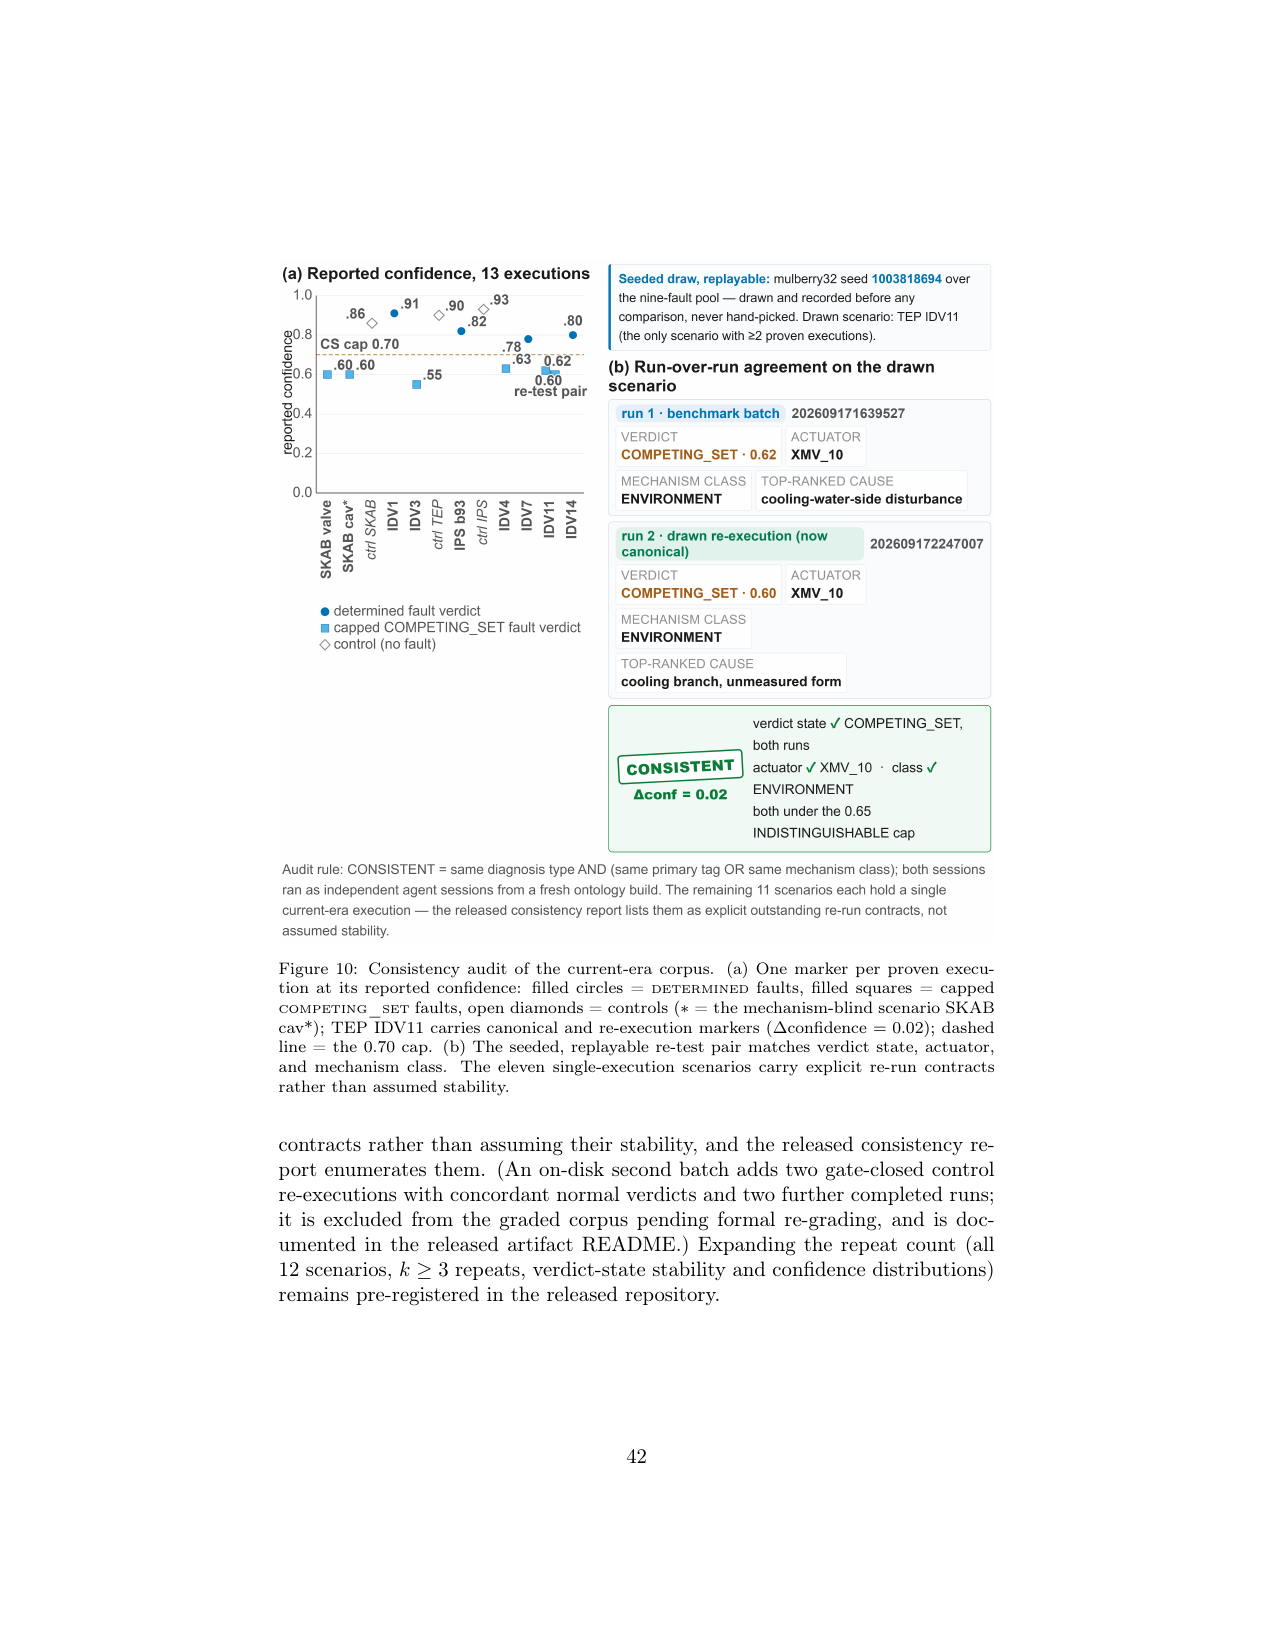 (a) Reported confidence, 13 executions
1.0
0.8
0.6
0.4
0.2
0.0
reported confidence
CS cap 0.70
.60
.60
.86
.91
.55
.90
.82
.93
.63
.78
0.62
0.60
re-test pair
.80
SKAB valve
SKAB cav*
ctrl SKAB
IDV1
IDV3
ctrl TEP
IPS b93
ctrl IPS
IDV4
IDV7
IDV11
IDV14
determined fault verdict
capped COMPETING_SET fault verdict
control (no fault)
Seeded draw, replayable: mulberry32 seed 1003818694 over
the nine-fault pool — drawn and recorded before any
comparison, never hand-picked. Drawn scenario: TEP IDV11
(the only scenario with ≥2 proven executions).
(b) Run-over-run agreement on the drawn
scenario
run 1 · benchmark batch 202609171639527
VERDICT
COMPETING_SET · 0.62
ACTUATOR
XMV_10
MECHANISM CLASS
ENVIRONMENT
TOP-RANKED CAUSE
cooling-water-side disturbance
run 2 · drawn re-execution (now
canonical)
202609172247007
VERDICT
COMPETING_SET · 0.60
ACTUATOR
XMV_10
MECHANISM CLASS
ENVIRONMENT
TOP-RANKED CAUSE
cooling branch, unmeasured form
CONSISTENT
Δconf = 0.02
verdict state ✓ COMPETING_SET,
both runs
actuator ✓ XMV_10 · class ✓
ENVIRONMENT
both under the 0.65
INDISTINGUISHABLE cap
Audit rule: CONSISTENT = same diagnosis type AND (same primary tag OR same mechanism class); both sessions
ran as independent agent sessions from a fresh ontology build. The remaining 11 scenarios each hold a single
current-era execution — the released consistency report lists them as explicit outstanding re-run contracts, not
assumed stability.
Figure 10: Consistency audit of the current-era corpus. (a) One marker per proven execu-
tion at its reported confidence: filled circles = DETERMINED faults, filled squares = capped
COMPETING_SET faults, open diamonds = controls (∗ = the mechanism-blind scenario SKAB
cav*); TEP IDV11 carries canonical and re-execution markers (Δconfidence = 0.02); dashed
line = the 0.70 cap. (b) The seeded, replayable re-test pair matches verdict state, actuator,
and mechanism class. The eleven single-execution scenarios carry explicit re-run contracts
rather than assumed stability.
contracts rather than assuming their stability, and the released consistency re-
port enumerates them. (An on-disk second batch adds two gate-closed control
re-executions with concordant normal verdicts and two further completed runs;
it is excluded from the graded corpus pending formal re-grading, and is doc-
umented in the released artifact README.) Expanding the repeat count (all
12 scenarios, k ≥ 3 repeats, verdict-state stability and confidence distributions)
remains pre-registered in the released repository.
42